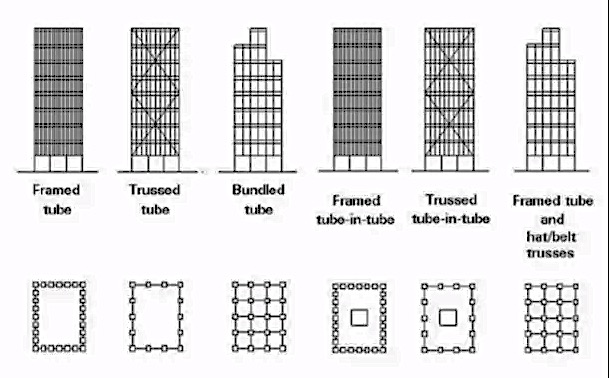 Framed
tube
Trussed
tube
Bundled
tube
Framed
tube-in-tube
Trussed
tube-in-tube
Framed tube
and
hat/belt
trusses